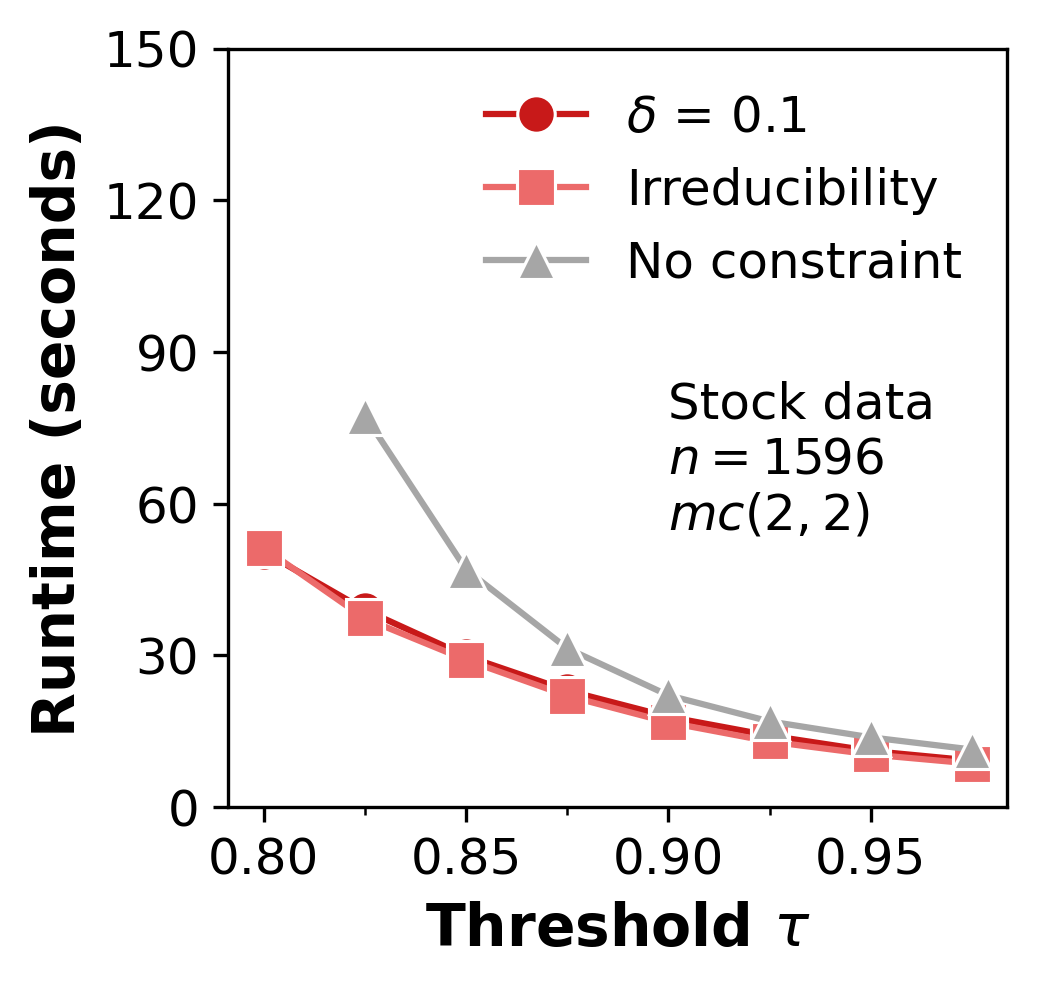 150
120
90
60
30
0
Runtime (seconds)
δ = 0.1
Irreducibility
No constraint
Stock data
n = 1596
mc(2, 2)
0.80 0.85 0.90 0.95
Threshold τ